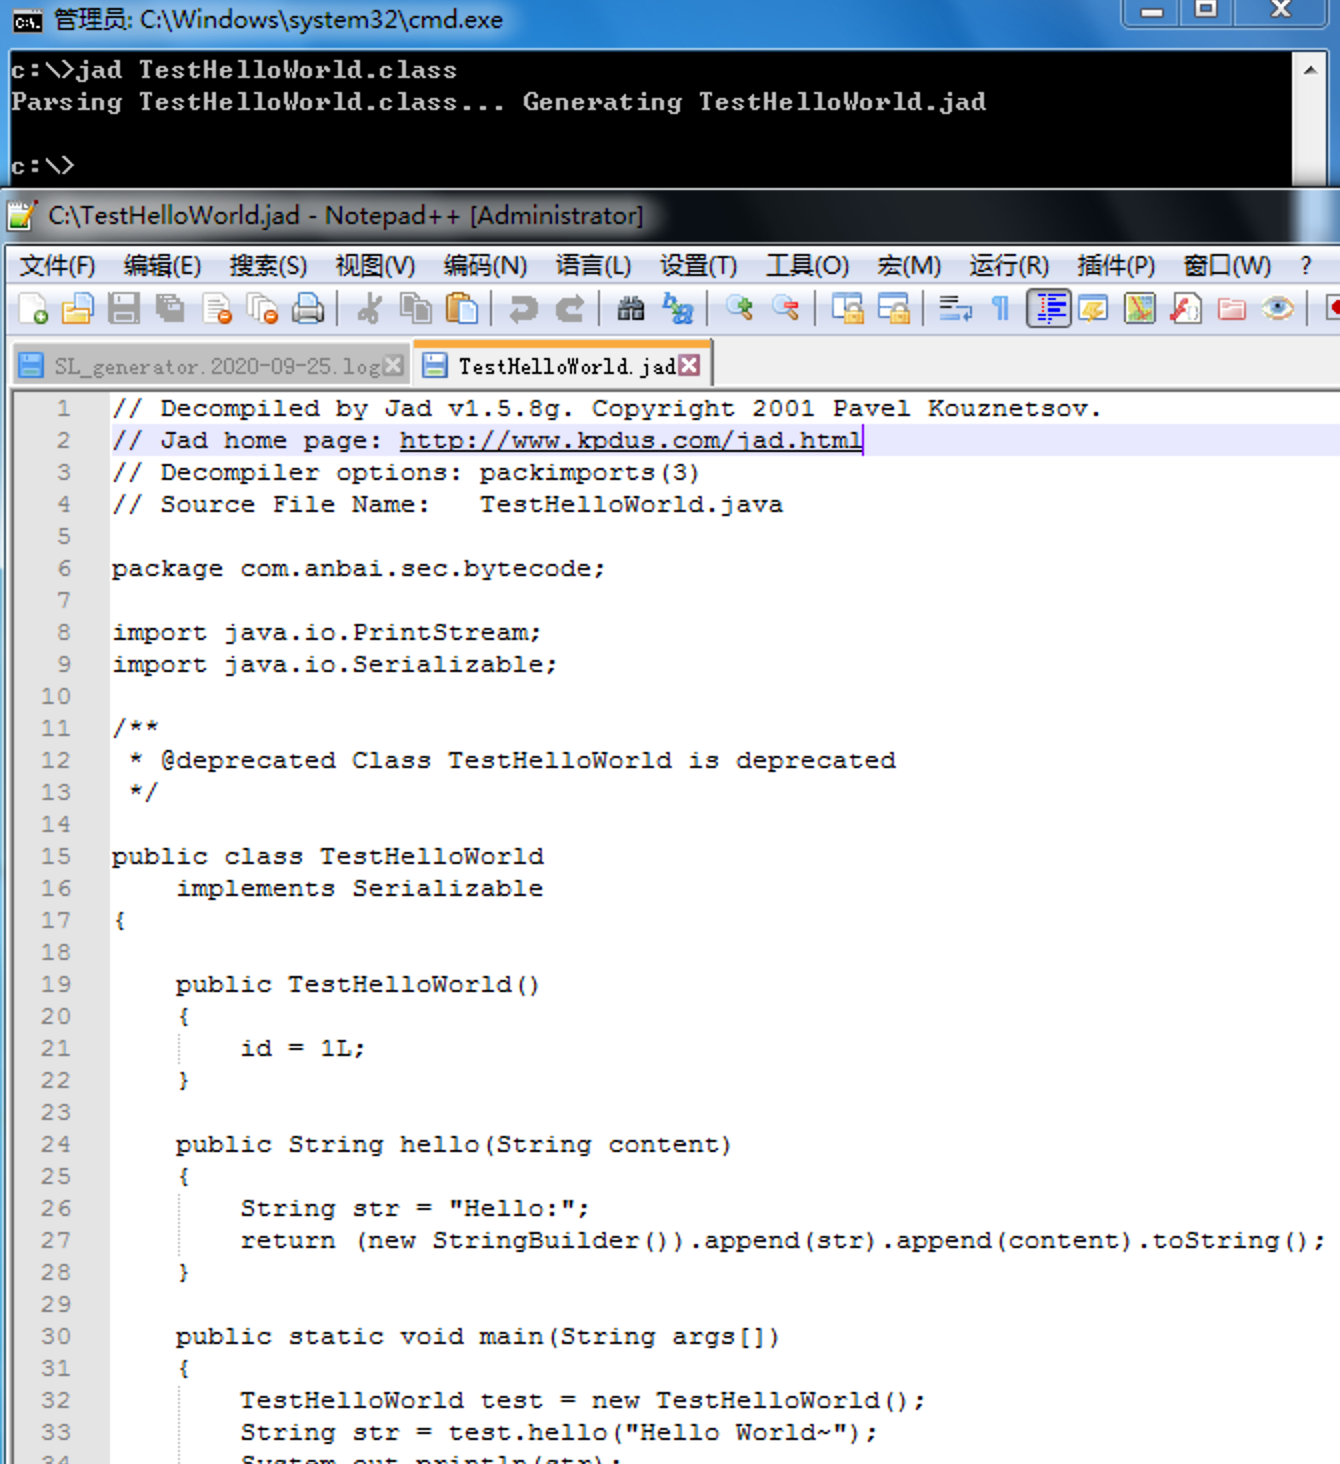 管理员: C:\Windows\system32\cmd.exe
c:\>jad TestHelloWorld.class
Parsing TestHelloWorld.class... Generating TestHelloWorld.jad
c:\>
C:\TestHelloWorld.jad - Notepad++ [Administrator]
文件(F) 编辑(E) 搜索(S) 视图(V) 编码(N) 语言(L) 设置(T) 工具(O) 宏(M) 运行(R) 插件(P) 窗口(W) ?
SL_generator.2020-09-25.log TestHelloWorld.jad
1 // Decompiled by Jad v1.5.8g. Copyright 2001 Pavel Kouznetsov.
2 // Jad home page: http://www.kpdus.com/jad.html
3 // Decompiler options: packimports(3)
4 // Source File Name:   TestHelloWorld.java
5
6 package com.anbai.sec.bytecode;
7
8 import java.io.PrintStream;
9 import java.io.Serializable;
10
11 /**
12  * @deprecated Class TestHelloWorld is deprecated
13  */
14
15 public class TestHelloWorld
16     implements Serializable
17 {
18
19     public TestHelloWorld()
20     {
21         id = 1L;
22     }
23
24     public String hello(String content)
25     {
26         String str = "Hello:";
27         return (new StringBuilder()).append(str).append(content).toString();
28     }
29
30     public static void main(String args[])
31     {
32         TestHelloWorld test = new TestHelloWorld();
33         String str = test.hello("Hello World~");
34         System.out.println(str);